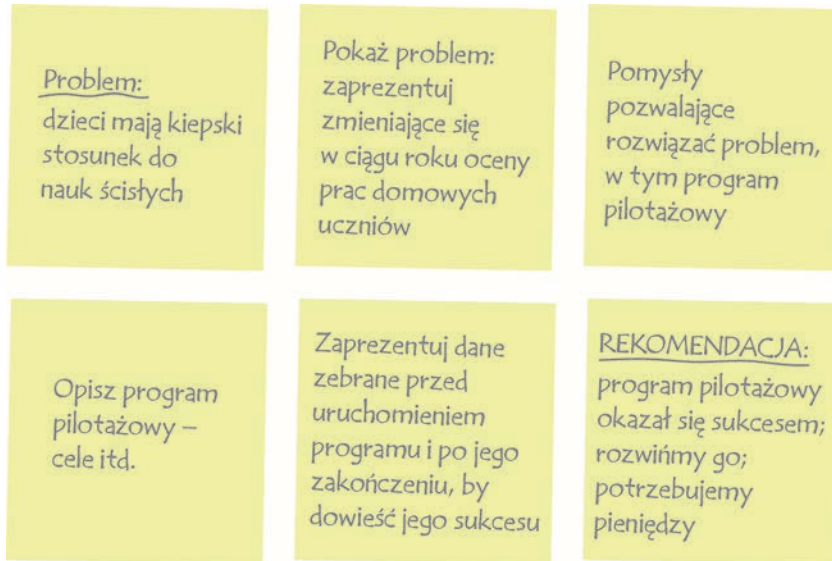 Problem:
dzieci mają kiepski
stosunek do
nauk ścisłych
Pokaż problem:
zaprezentuj
zmieniające się
w ciągu roku oceny
prac domowych
uczniów
Pomysły
pozwalające
rozwiązać problem,
w tym program
pilotażowy
Opisz program
pilotażowy –
cele itd.
Zaprezentuj dane
zebrane przed
uruchomieniem
programu i po jego
zakończeniu, by
dowieść jego sukcesu
REKOMENDACJA:
program pilotażowy
okazał się sukcesem;
rozwińmy go;
potrzebujemy
pieniędzy